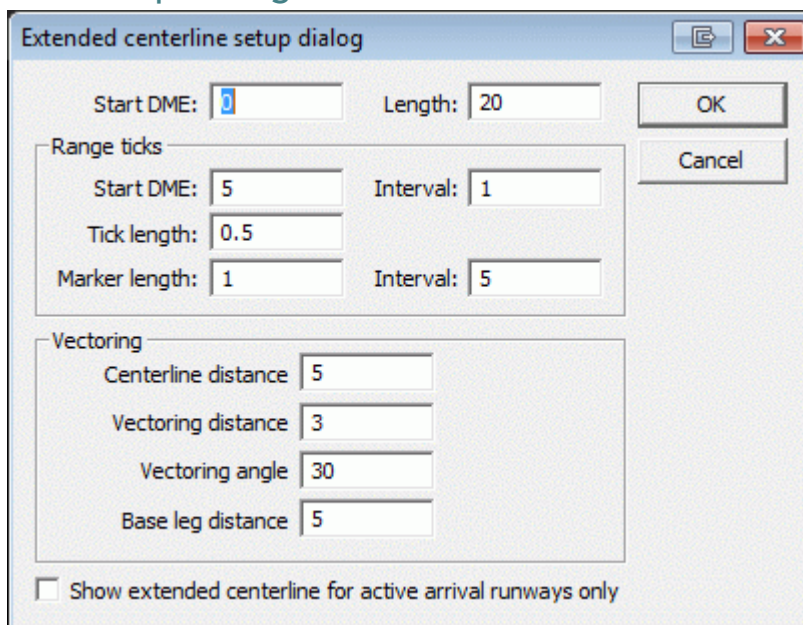 Extended centerline setup dialog
Start DME: 0 Length: 20 OK
Range ticks Cancel
Start DME: 5 Interval: 1
Tick length: 0.5
Marker length: 1 Interval: 5
Vectoring
Centerline distance 5
Vectoring distance 3
Vectoring angle 30
Base leg distance 5
Show extended centerline for active arrival runways only